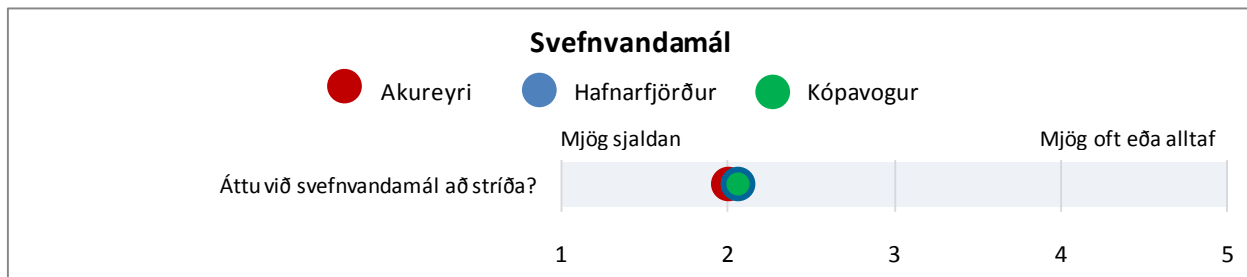 Svefnvandamál
Akureyri Hafnarfjörður Kópavogur
Mjög sjaldan Mjög oft eða alltaf
Áttu við svefnvandamál að stríða?
1 2 3 4 5